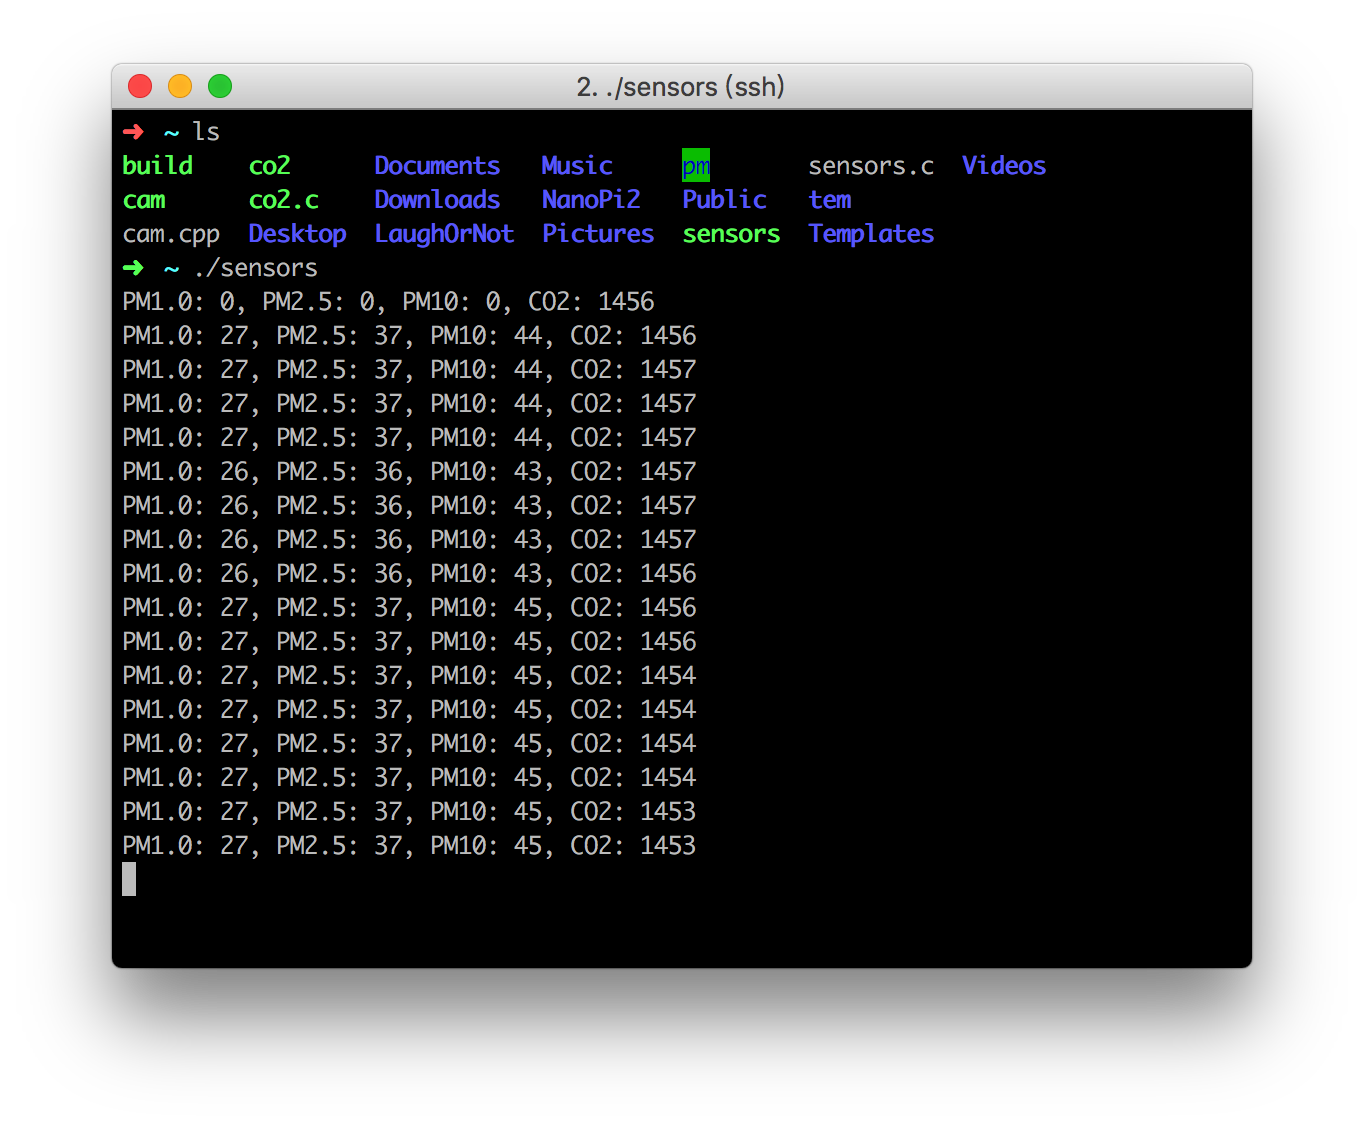 2. ./sensors (ssh)
➜ ~ ls
build co2 Documents Music pm sensors.c Videos
cam co2.c Downloads NanoPi2 Public tem
cam.cpp Desktop LaughOrNot Pictures sensors Templates
➜ ~ ./sensors
PM1.0: 0, PM2.5: 0, PM10: 0, CO2: 1456
PM1.0: 27, PM2.5: 37, PM10: 44, CO2: 1456
PM1.0: 27, PM2.5: 37, PM10: 44, CO2: 1457
PM1.0: 27, PM2.5: 37, PM10: 44, CO2: 1457
PM1.0: 27, PM2.5: 37, PM10: 44, CO2: 1457
PM1.0: 26, PM2.5: 36, PM10: 43, CO2: 1457
PM1.0: 26, PM2.5: 36, PM10: 43, CO2: 1457
PM1.0: 26, PM2.5: 36, PM10: 43, CO2: 1457
PM1.0: 26, PM2.5: 36, PM10: 43, CO2: 1456
PM1.0: 27, PM2.5: 37, PM10: 45, CO2: 1456
PM1.0: 27, PM2.5: 37, PM10: 45, CO2: 1456
PM1.0: 27, PM2.5: 37, PM10: 45, CO2: 1454
PM1.0: 27, PM2.5: 37, PM10: 45, CO2: 1454
PM1.0: 27, PM2.5: 37, PM10: 45, CO2: 1454
PM1.0: 27, PM2.5: 37, PM10: 45, CO2: 1454
PM1.0: 27, PM2.5: 37, PM10: 45, CO2: 1453
PM1.0: 27, PM2.5: 37, PM10: 45, CO2: 1453